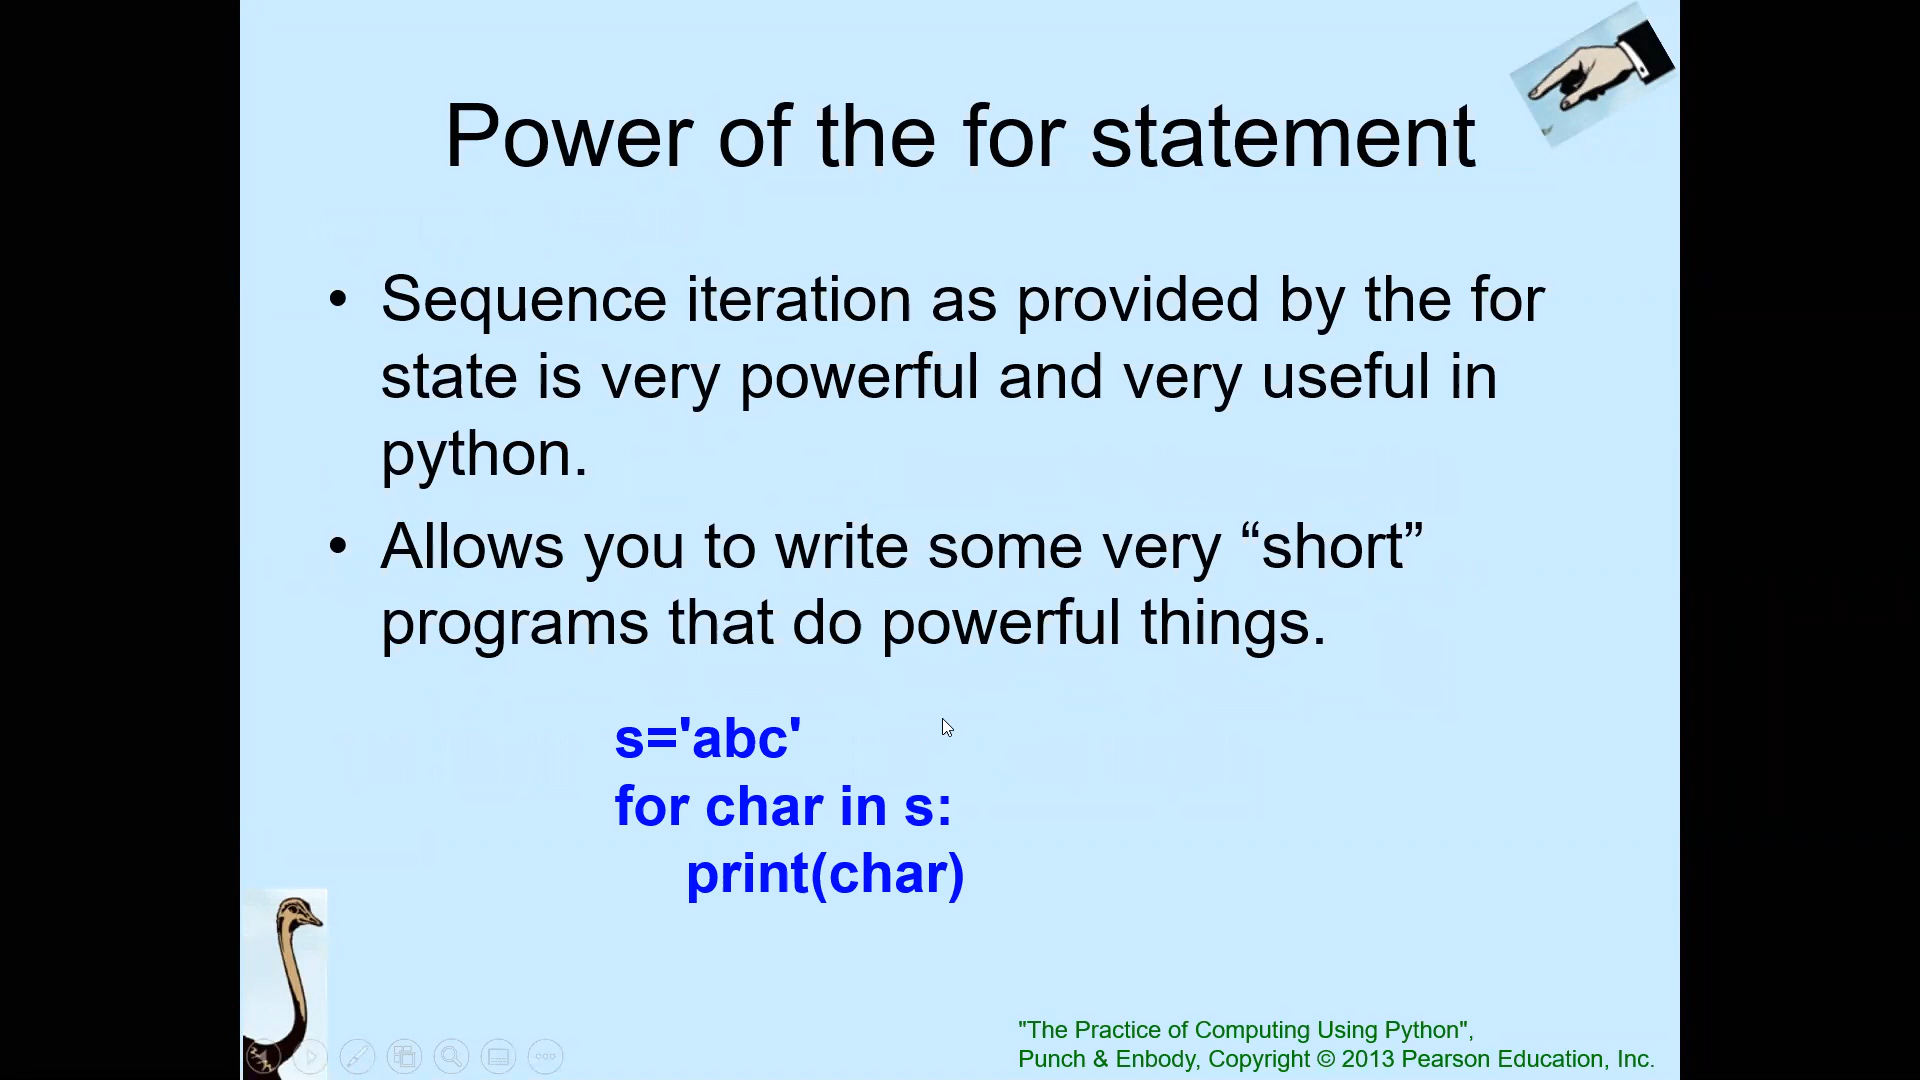 Power of the for statement
• Sequence iteration as provided by the for
state is very powerful and very useful in
python.
• Allows you to write some very “short”
programs that do powerful things.
s='abc'
for char in s:
    print(char)
"The Practice of Computing Using Python",
Punch & Enbody, Copyright © 2013 Pearson Education, Inc.